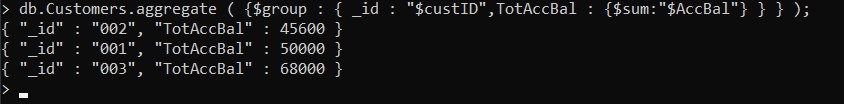 > db.Customers.aggregate ( {$group : { _id : "$custID",TotAccBal : {$sum:"$AccBal"} } } );
{ "_id" : "002", "TotAccBal" : 45600 }
{ "_id" : "001", "TotAccBal" : 50000 }
{ "_id" : "003", "TotAccBal" : 68000 }
>